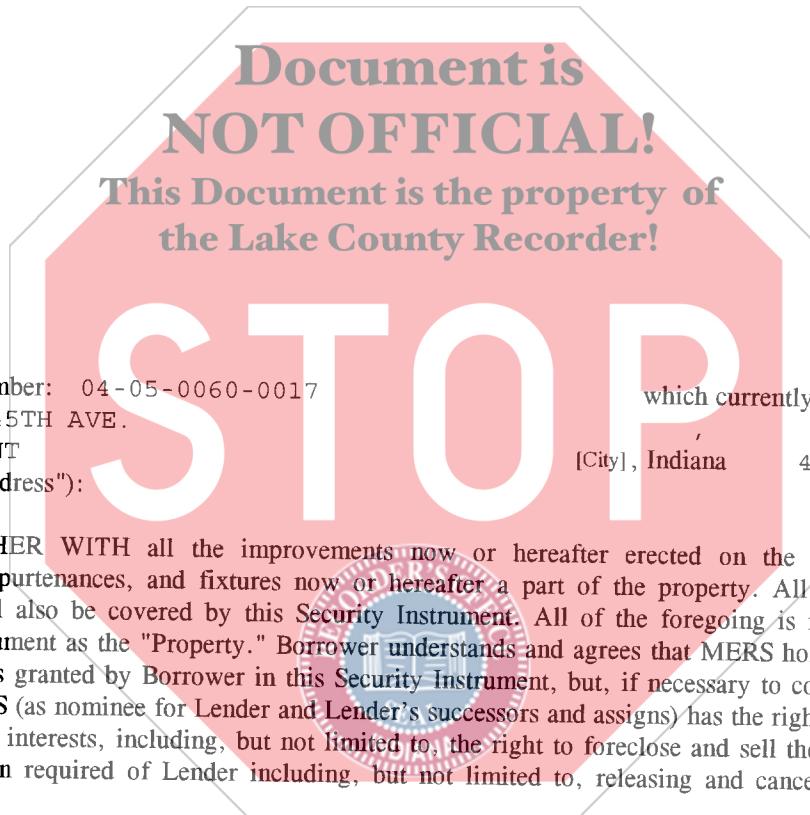 Document is
NOT OFFICIAL!
This Document is the property of
the Lake County Recorder!
STOP
mber: 04-05-0060-0017
which currently
5TH AVE.
,
NT
[City], Indiana 4
dress"):
HER WITH all the improvements now or hereafter erected on the
purtenances, and fixtures now or hereafter a part of the property. All
l also be covered by this Security Instrument. All of the foregoing is
ument as the "Property." Borrower understands and agrees that MERS ho
s granted by Borrower in this Security Instrument, but, if necessary to co
S (as nominee for Lender and Lender's successors and assigns) has the righ
interests, including, but not limited to, the right to foreclose and sell the
n required of Lender including, but not limited to, releasing and cance
SEAL
INDIANA